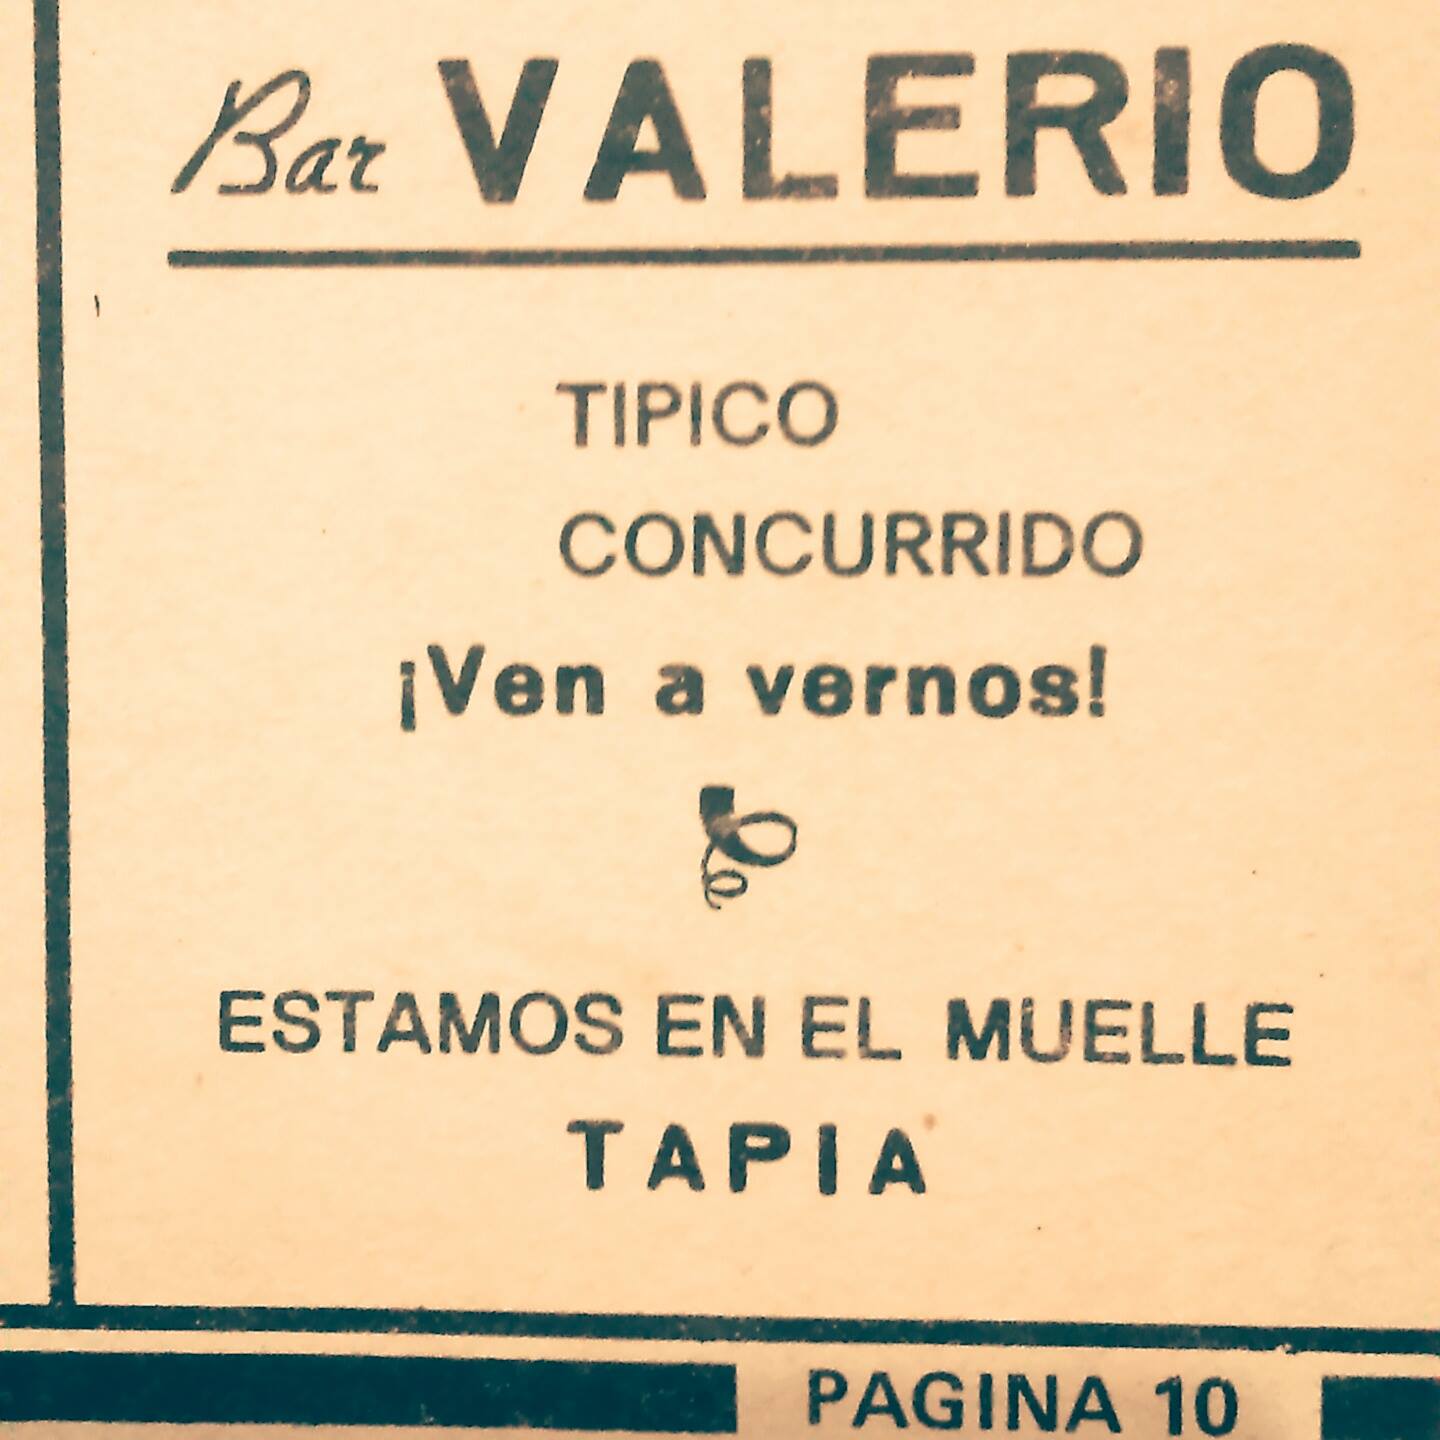 Bar VALERIO
TIPICO
CONCURRIDO
¡Ven a vernos!
ESTAMOS EN EL MUELLE
TAPIA
PAGINA 10